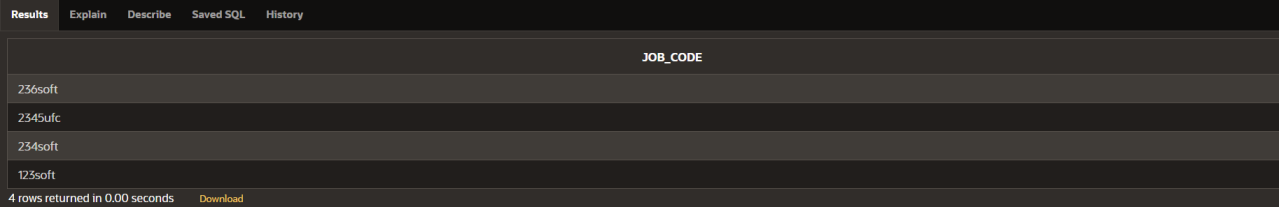 Results Explain Describe Saved SQL History
JOB_CODE
236soft
2345ufc
234soft
123soft
4 rows returned in 0.00 seconds Download